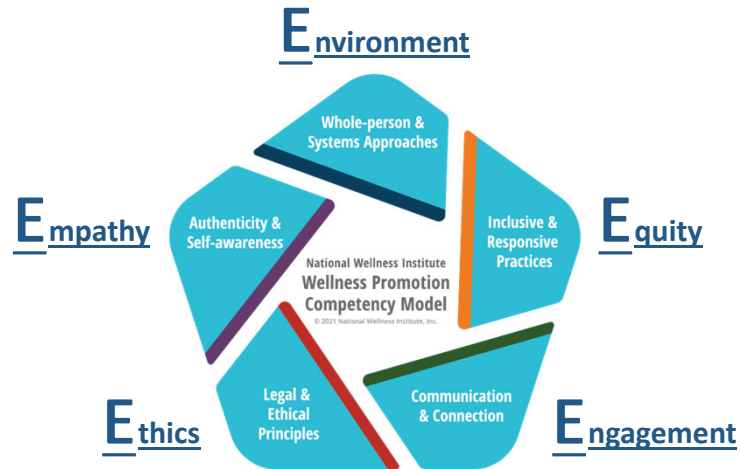 Environment
Whole-person &
Systems Approaches
Empathy
Authenticity &
Self-awareness
Inclusive &
Responsive
Practices
Equity
National Wellness Institute
Wellness Promotion
Competency Model
© 2021 National Wellness Institute, Inc.
Legal &
Ethical
Principles
Communication
& Connection
Ethics
Engagement